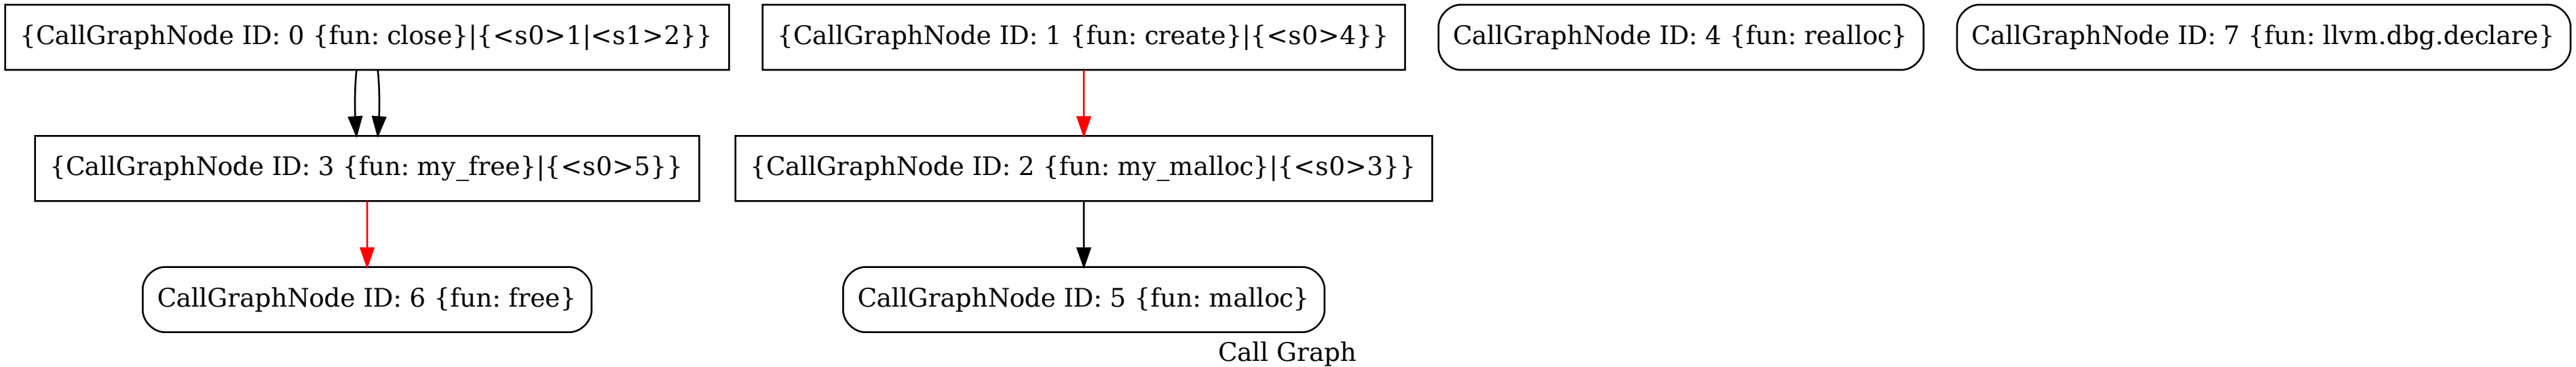 {CallGraphNode ID: 0 {fun: close}|{<s0>1|<s1>2}}
{CallGraphNode ID: 1 {fun: create}|{<s0>4}}
CallGraphNode ID: 4 {fun: realloc}
CallGraphNode ID: 7 {fun: llvm.dbg.declare}
{CallGraphNode ID: 3 {fun: my_free}|{<s0>5}}
{CallGraphNode ID: 2 {fun: my_malloc}|{<s0>3}}
CallGraphNode ID: 6 {fun: free}
CallGraphNode ID: 5 {fun: malloc}
Call Graph